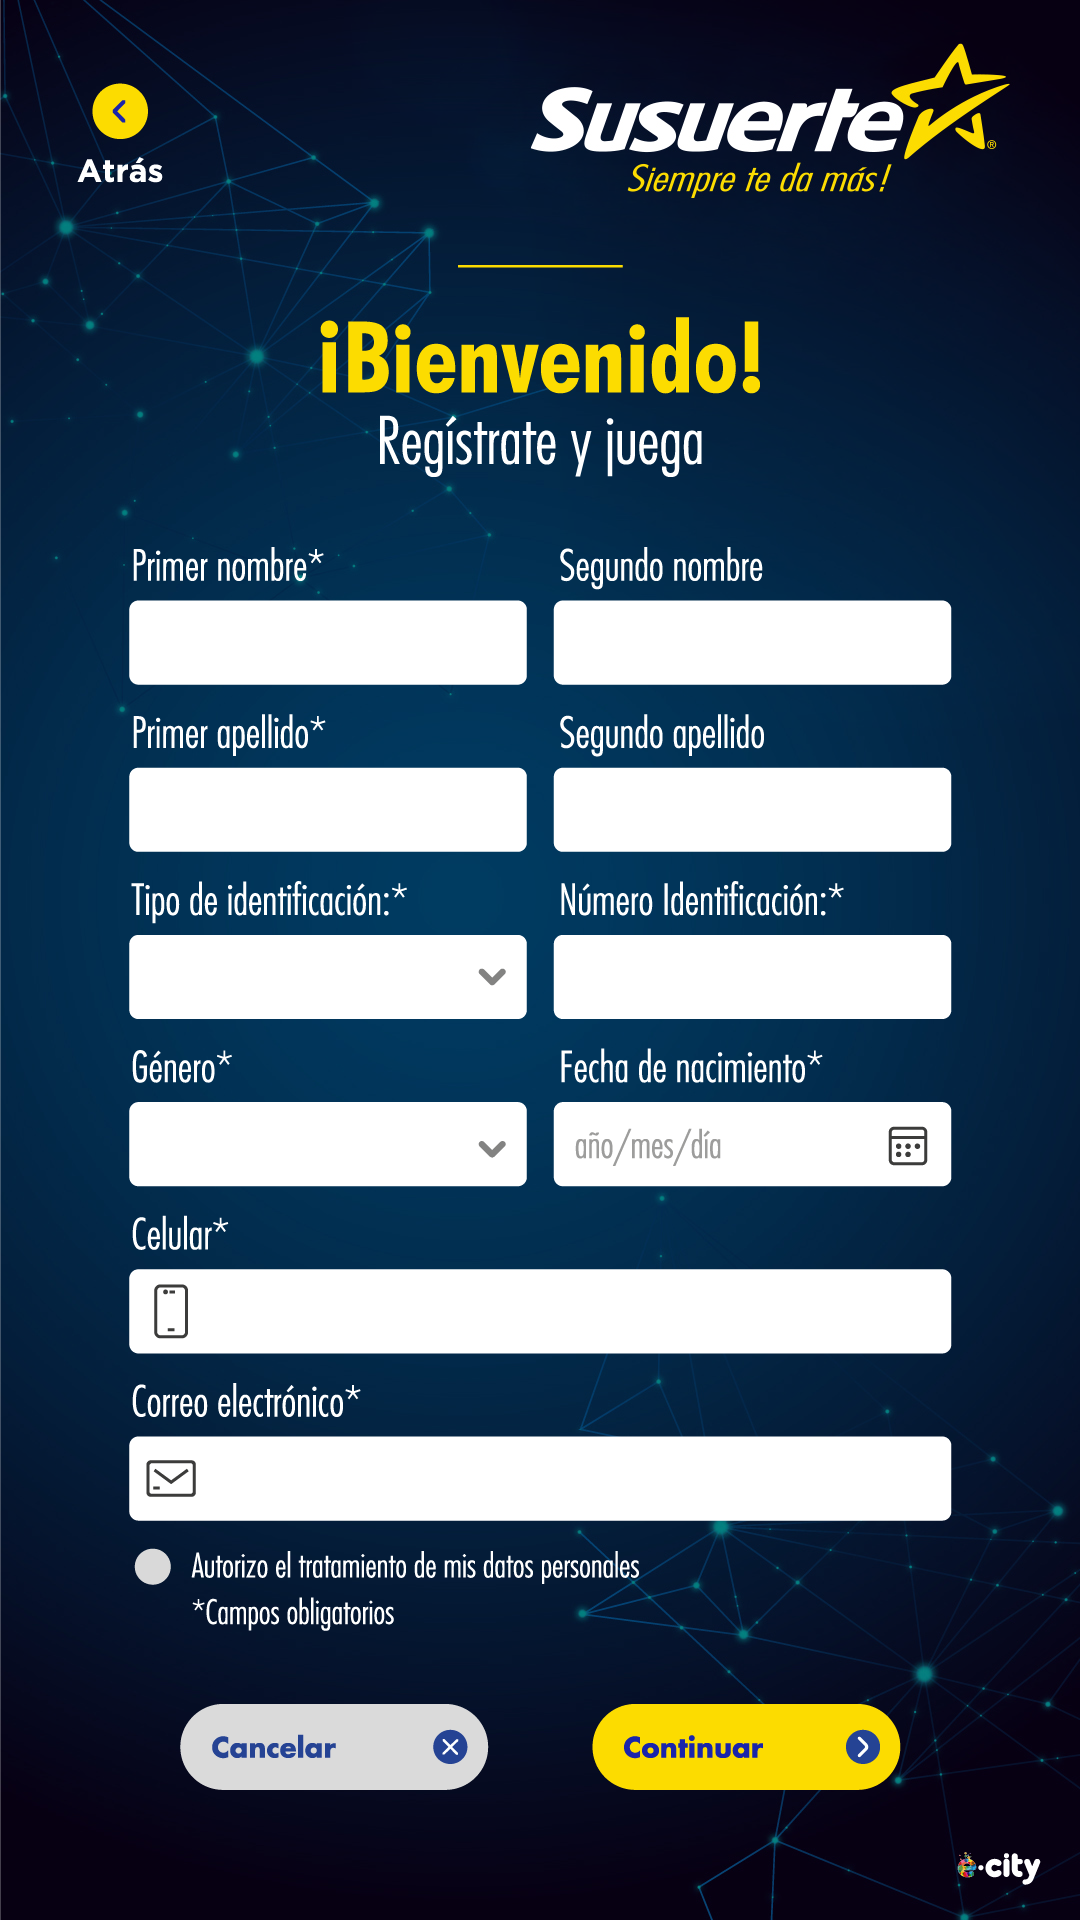 Atrás
Susuerte®
Siempre te da más!
¡Bienvenido!
Regístrate y juega
Primer nombre*
Segundo nombre
Primer apellido*
Segundo apellido
Tipo de identificación:*
Número Identificación:*
Género*
Fecha de nacimiento*
año/mes/día
Celular*
Correo electrónico*
Autorizo el tratamiento de mis datos personales
*Campos obligatorios
Cancelar
Continuar
e·city